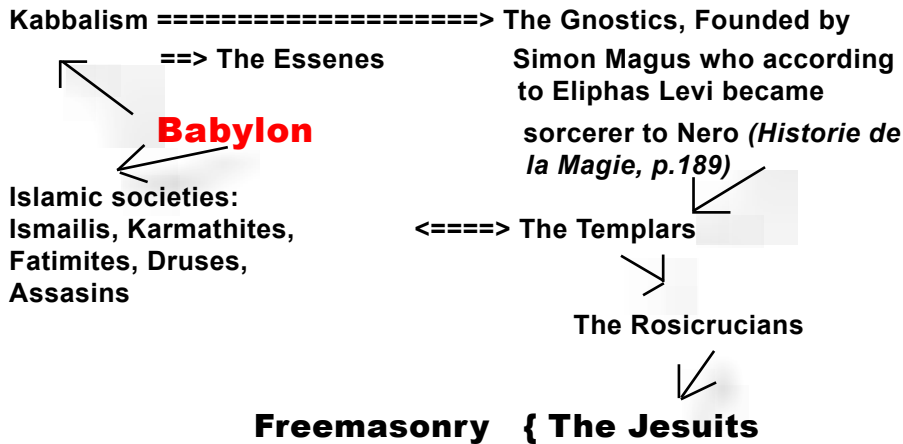 Kabbalism ====================> The Gnostics, Founded by
==> The Essenes
Simon Magus who according
to Eliphas Levi became
sorcerer to Nero (Historie de
la Magie, p.189)
Babylon
Islamic societies:
Ismailis, Karmathites,
Fatimites, Druses,
Assasins
<====> The Templars
The Rosicrucians
Freemasonry { The Jesuits